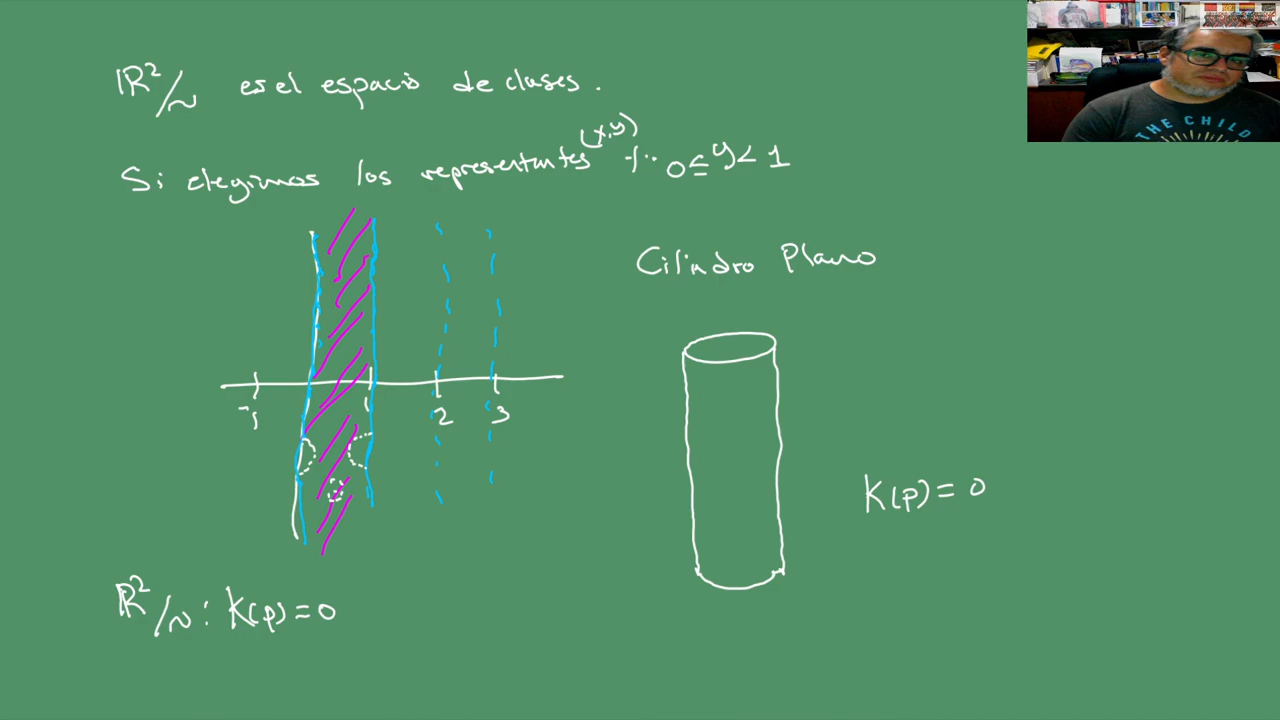 ℝ²/~ es el espacio de clases.
Si elegimos los representantes (x,y) t.. 0≤y<1
Cilindro Plano
-1 1 2 3
K(p)=0
ℝ²/~ : K(p)=0
THE CHILD